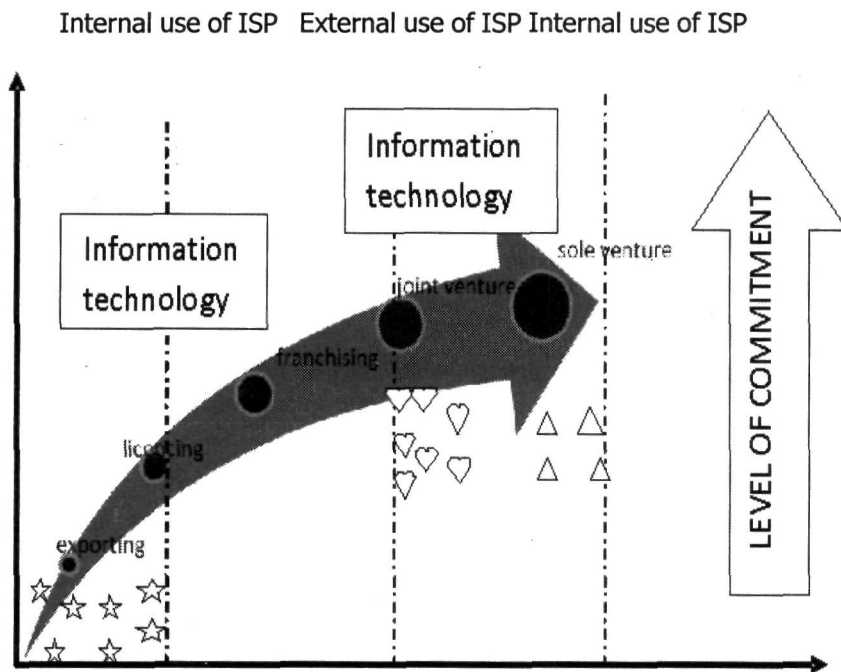 Internal use of ISP External use of ISP Internal use of ISP
Information
technology
Information
technology
sole venture
joint venture
franchising
exporting
LEVEL OF COMMITMENT